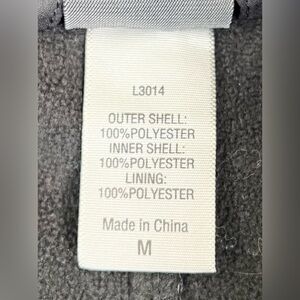 L3014
OUTER SHELL:
100%POLYESTER
INNER SHELL:
100%POLYESTER
LINING:
100%POLYESTER
Made in China
M